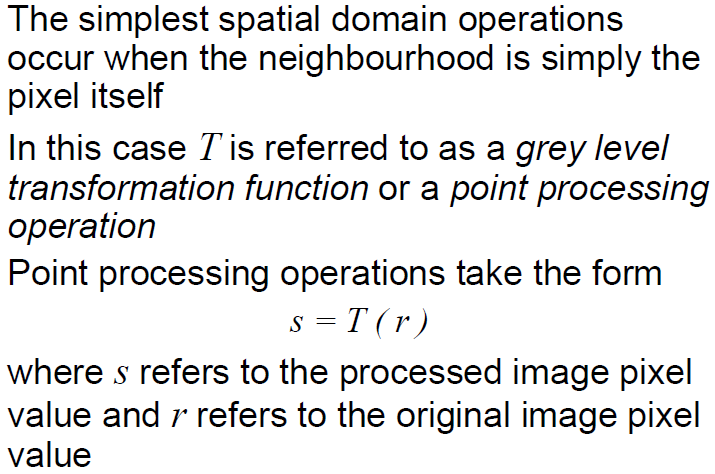 The simplest spatial domain operations
occur when the neighbourhood is simply the
pixel itself
In this case T is referred to as a grey level
transformation function or a point processing
operation
Point processing operations take the form
s = T ( r )
where s refers to the processed image pixel
value and r refers to the original image pixel
value